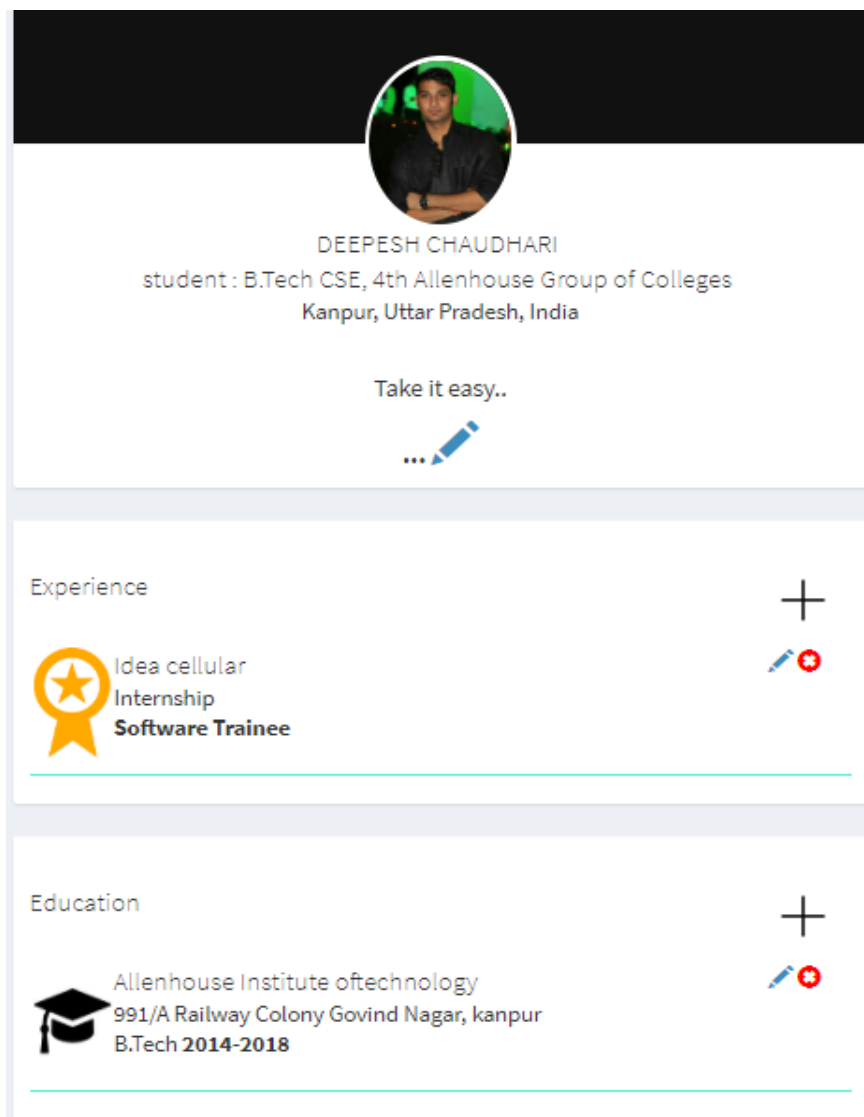 DEEPESH CHAUDHARI
student : B.Tech CSE, 4th Allenhouse Group of Colleges
Kanpur, Uttar Pradesh, India
Take it easy..
...
Experience
Idea cellular
Internship
Software Trainee
Education
Allenhouse Institute oftechnology
991/A Railway Colony Govind Nagar, kanpur
B.Tech 2014-2018